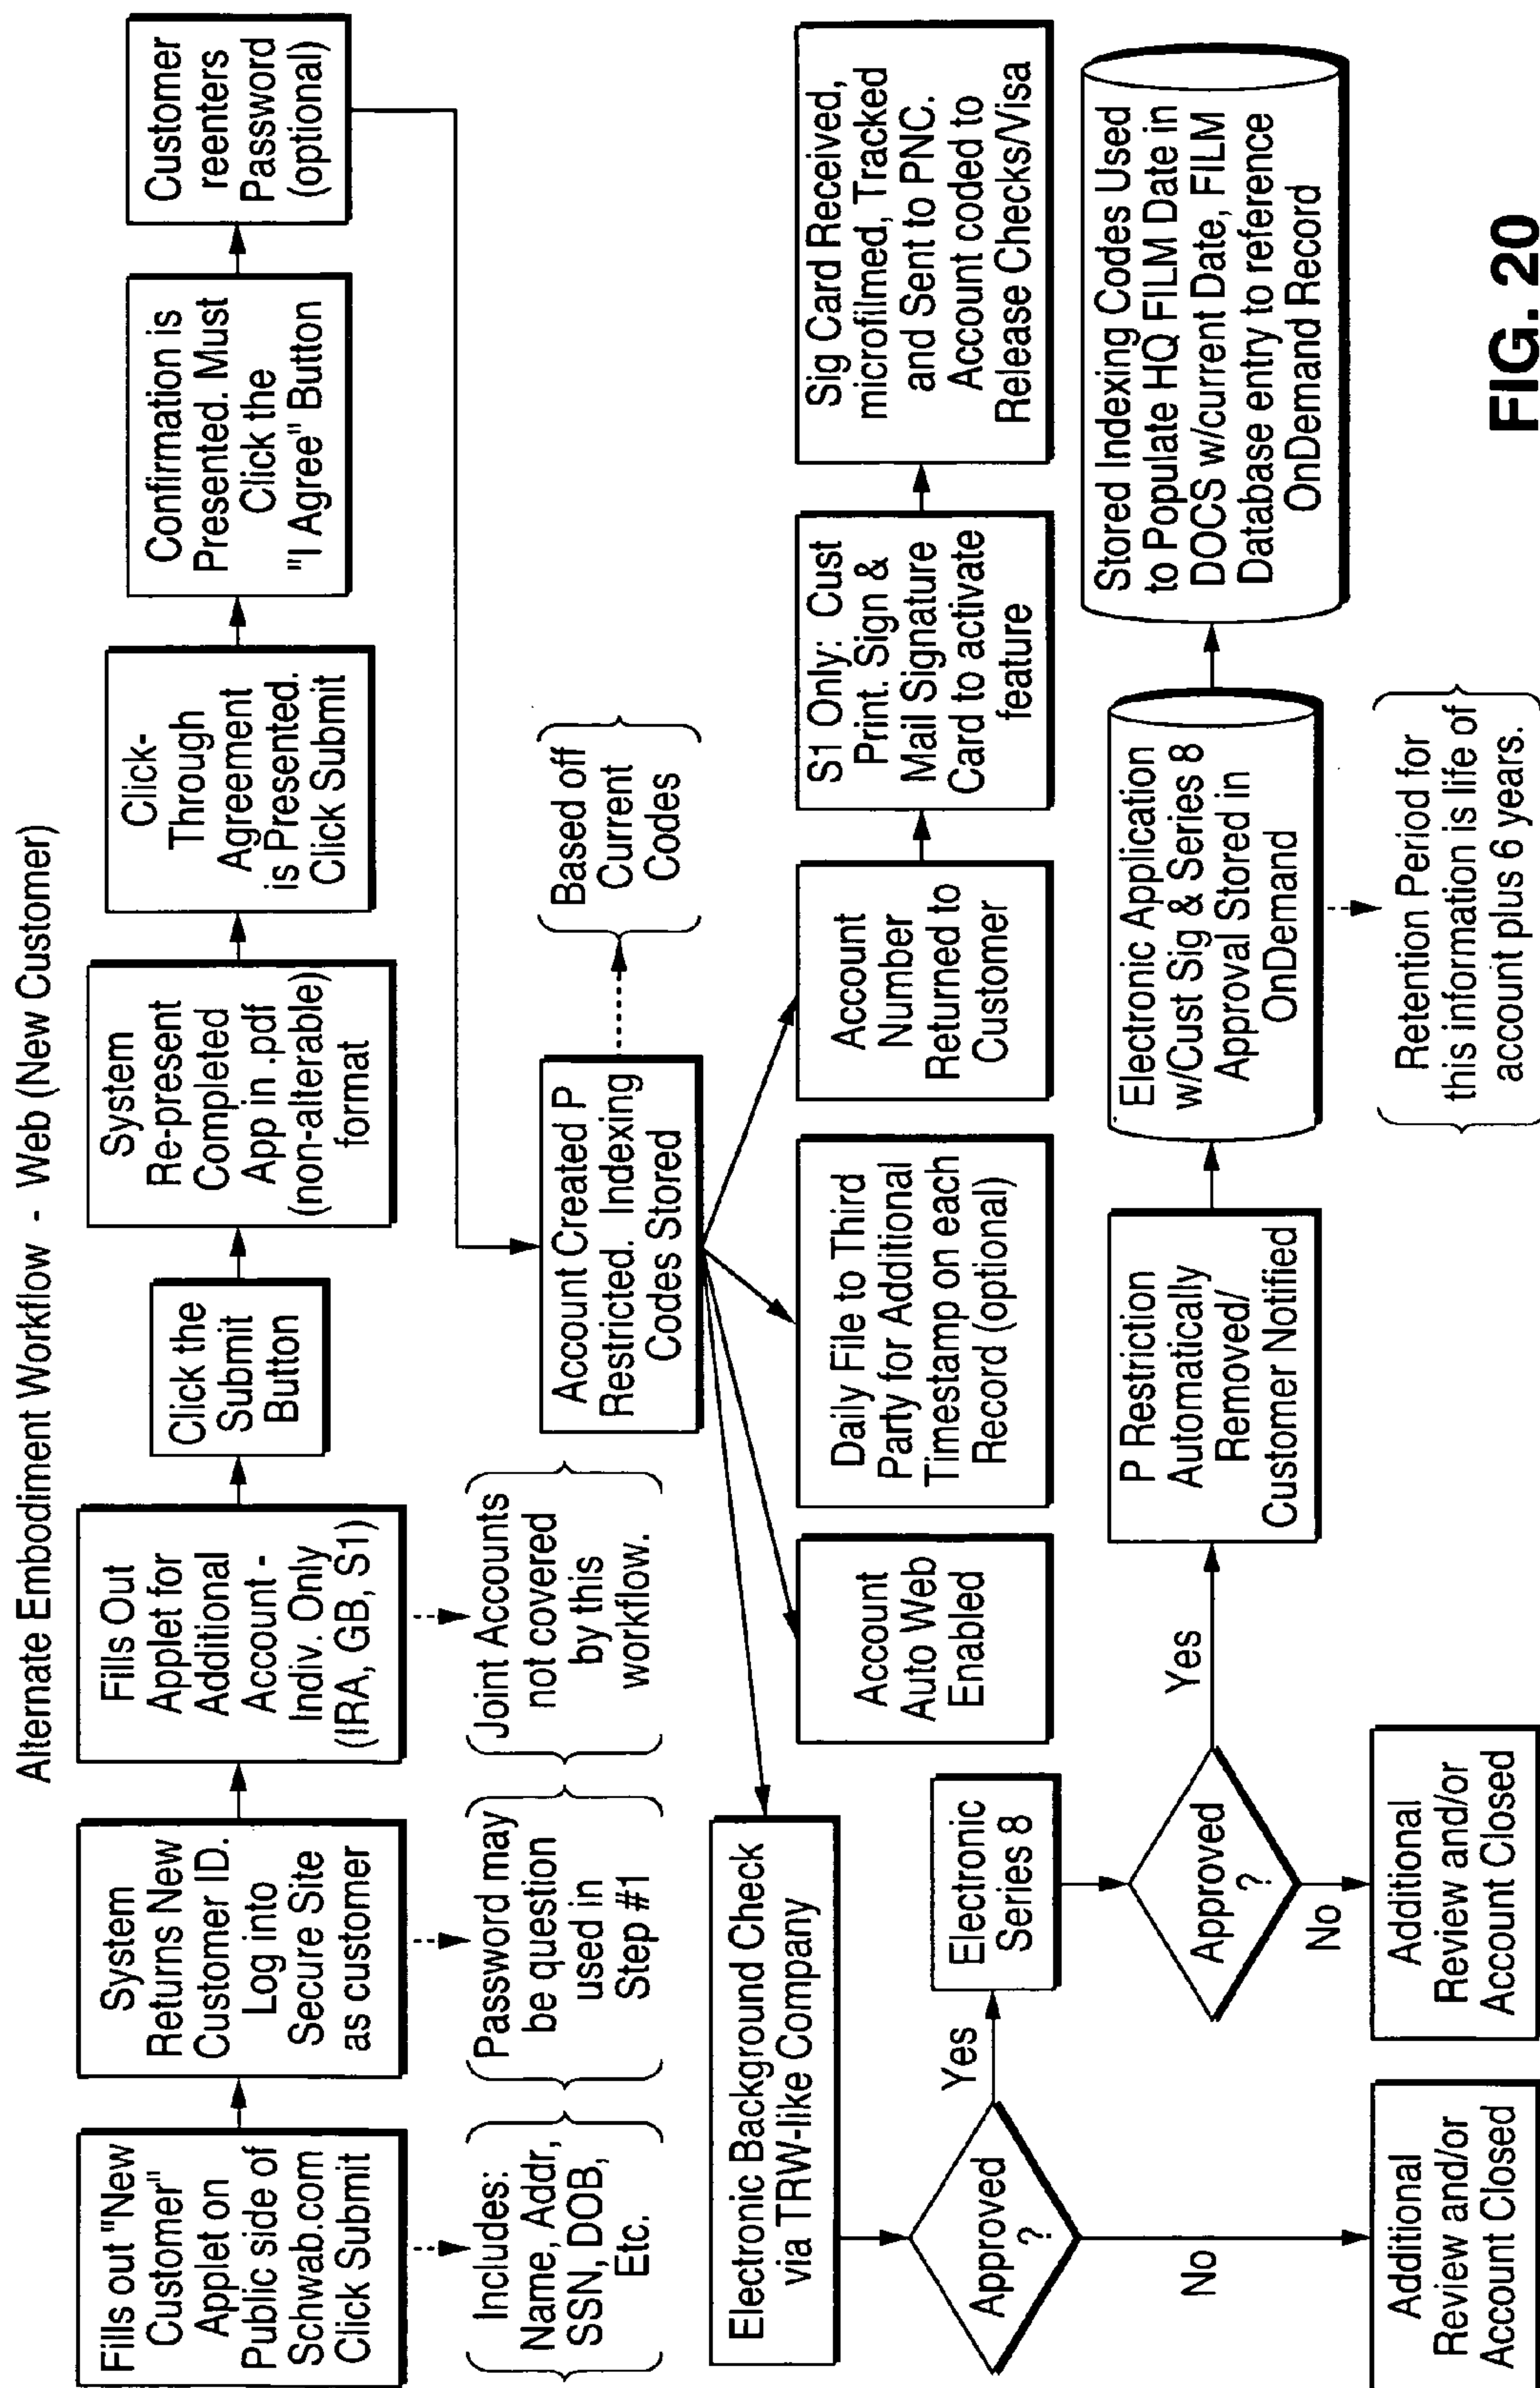 Alternate Embodiment Workflow - Web (New Customer)
Fills out "New
Customer"
Applet on
Public side of
Schwab.com
Click Submit
System
Returns New
Customer ID.
Log into
Secure Site
as customer
Fills Out
Applet for
Additional
Account -
Indiv. Only
(IRA, GB, S1)
Click the
Submit
Button
System
Re-present
Completed
App in .pdf
(non-alterable)
format
Click-
Through
Agreement
is Presented.
Click Submit
Confirmation is
Presented. Must
Click the
"I Agree" Button
Customer
reenters
Password
(optional)
Includes:
Name, Addr,
SSN, DOB,
Etc.
Password may
be question
used in
Step #1
Joint Accounts
not covered
by this
workflow.
Account Created P
Restricted. Indexing
Codes Stored
Based off
Current
Codes
Electronic Background Check
via TRW-like Company
Account
Auto Web
Enabled
Daily File to Third
Party for Additional
Timestamp on each
Record (optional)
Account
Number
Returned to
Customer
S1 Only: Cust
Print. Sign &
Mail Signature
Card to activate
feature
Sig Card Received,
microfilmed, Tracked
and Sent to PNC.
Account coded to
Release Checks/Visa
Approved
?
Yes
No
Electronic
Series 8
Approved
?
Yes
No
P Restriction
Automatically
Removed/
Customer Notified
Electronic Application
w/Cust Sig & Series 8
Approval Stored in
OnDemand
Stored Indexing Codes Used
to Populate HQ FILM Date in
DOCS w/current Date, FILM
Database entry to reference
OnDemand Record
Additional
Review and/or
Account Closed
Additional
Review and/or
Account Closed
Retention Period for
this information is life of
account plus 6 years.
FIG. 20